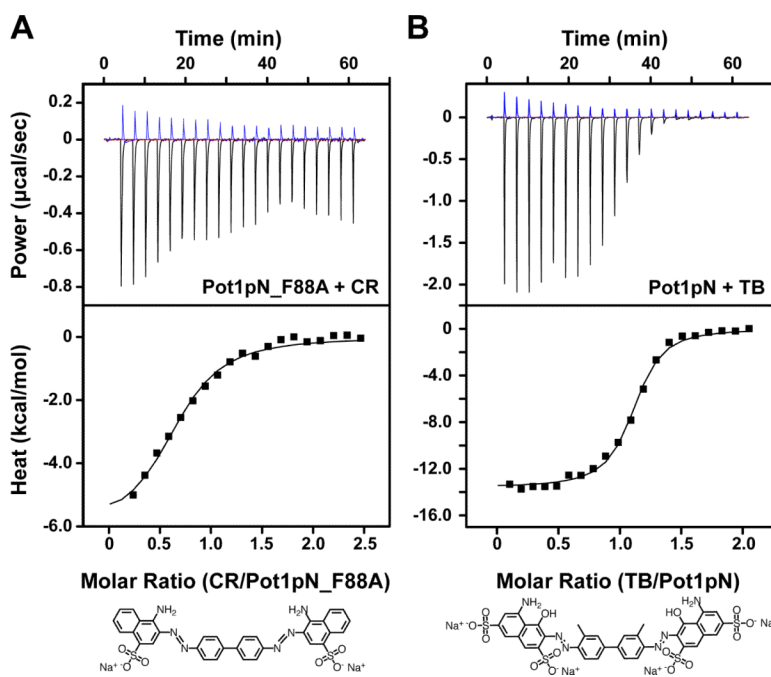 A
Time (min)
0 20 40 60
Power (µcal/sec)
0.2
0
-0.2
-0.4
-0.6
-0.8
Pot1pN_F88A + CR
Heat (kcal/mol)
0
-2.0
-4.0
-6.0
0 0.5 1.0 1.5 2.0 2.5
Molar Ratio (CR/Pot1pN_F88A)
NH₂ H₂N
N N
N N
O=S=O O=S=O
Na⁺ ⁻O O⁻ Na⁺
B
Time (min)
0 20 40 60
0
-0.5
-1.0
-1.5
-2.0
Pot1pN + TB
0
-4.0
-8.0
-12.0
-16.0
0 0.5 1.0 1.5 2.0
Molar Ratio (TB/Pot1pN)
NH₂ H₂N
OH OH
N N
N N
Na⁺ Na⁺
Na⁺ Na⁺